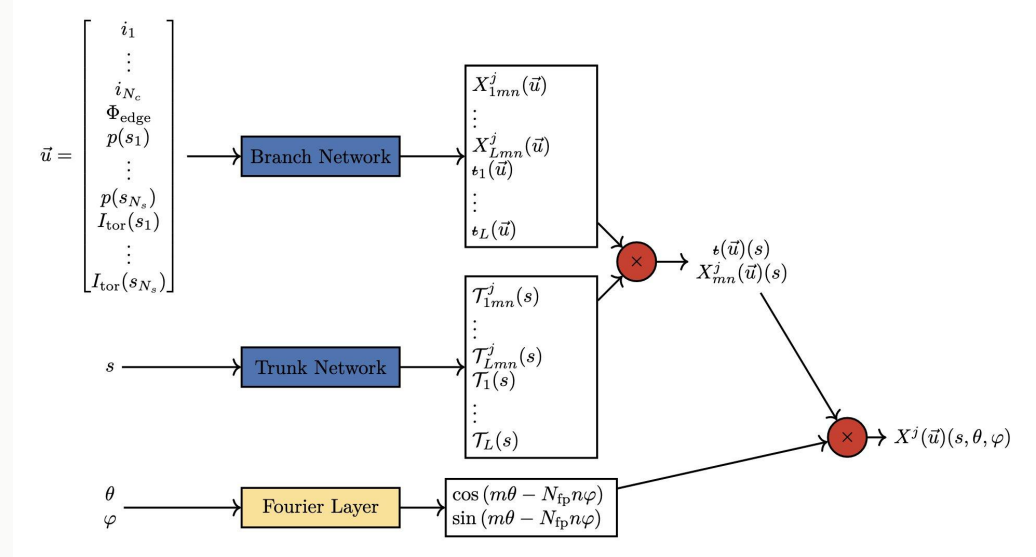 i_1
⋮
i_{N_c}
Φ_edge
p(s_1)
u⃗ =
⋮
p(s_{N_s})
I_tor(s_1)
⋮
I_tor(s_{N_s})
Branch Network
X^j_{1mn}(u⃗)
⋮
X^j_{Lmn}(u⃗)
ῑ_1(u⃗)
⋮
ῑ_L(u⃗)
×
ῑ(u⃗)(s)
X^j_{mn}(u⃗)(s)
s
Trunk Network
𝒯^j_{1mn}(s)
⋮
𝒯^j_{Lmn}(s)
𝒯_1(s)
⋮
𝒯_L(s)
×
X^j(u⃗)(s, θ, φ)
θ
φ
Fourier Layer
cos (mθ − N_fp nφ)
sin (mθ − N_fp nφ)